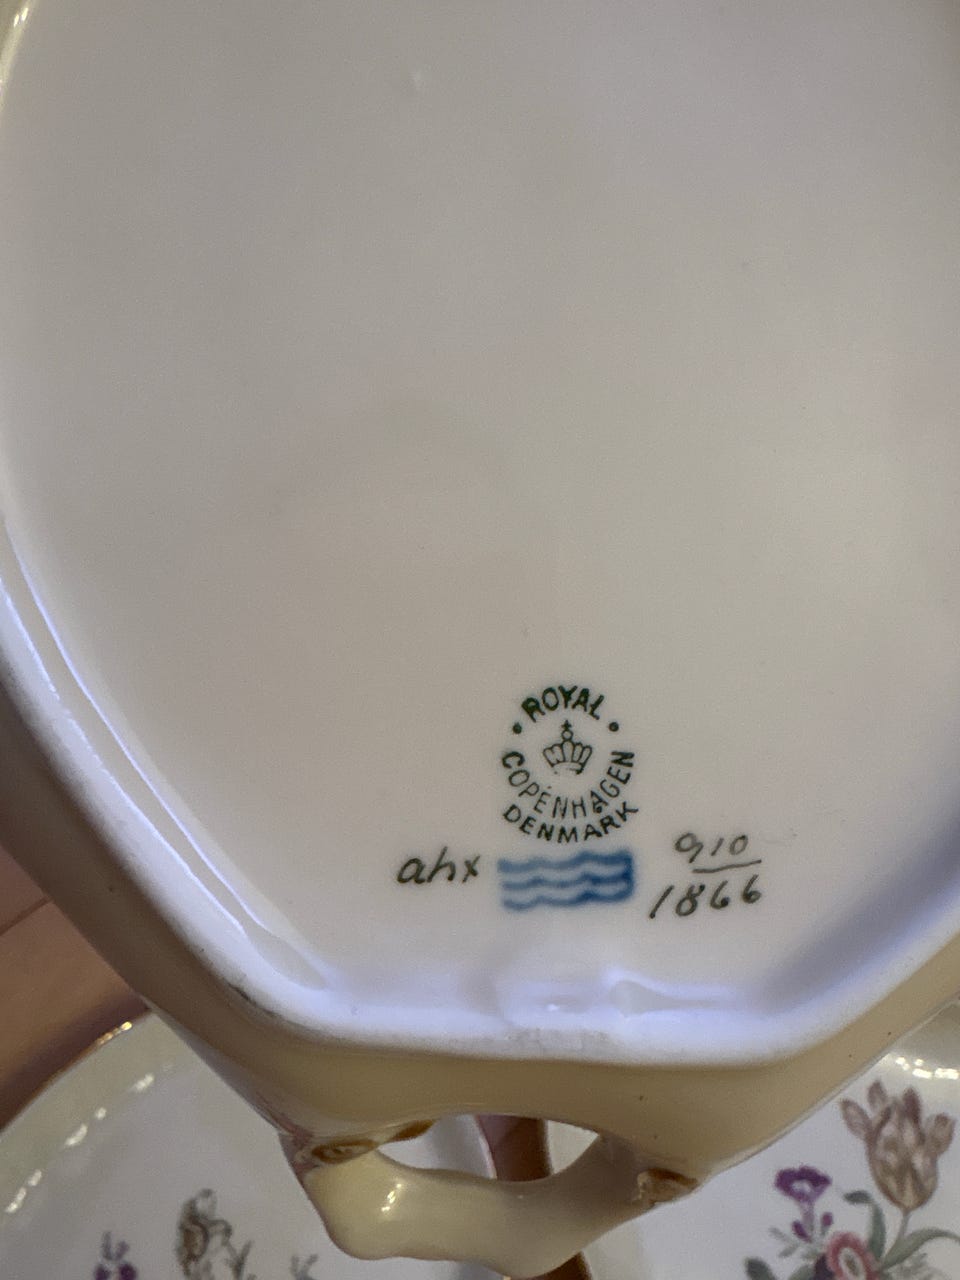 ROYAL
COPENHAGEN
DENMARK
ahx
910
1866